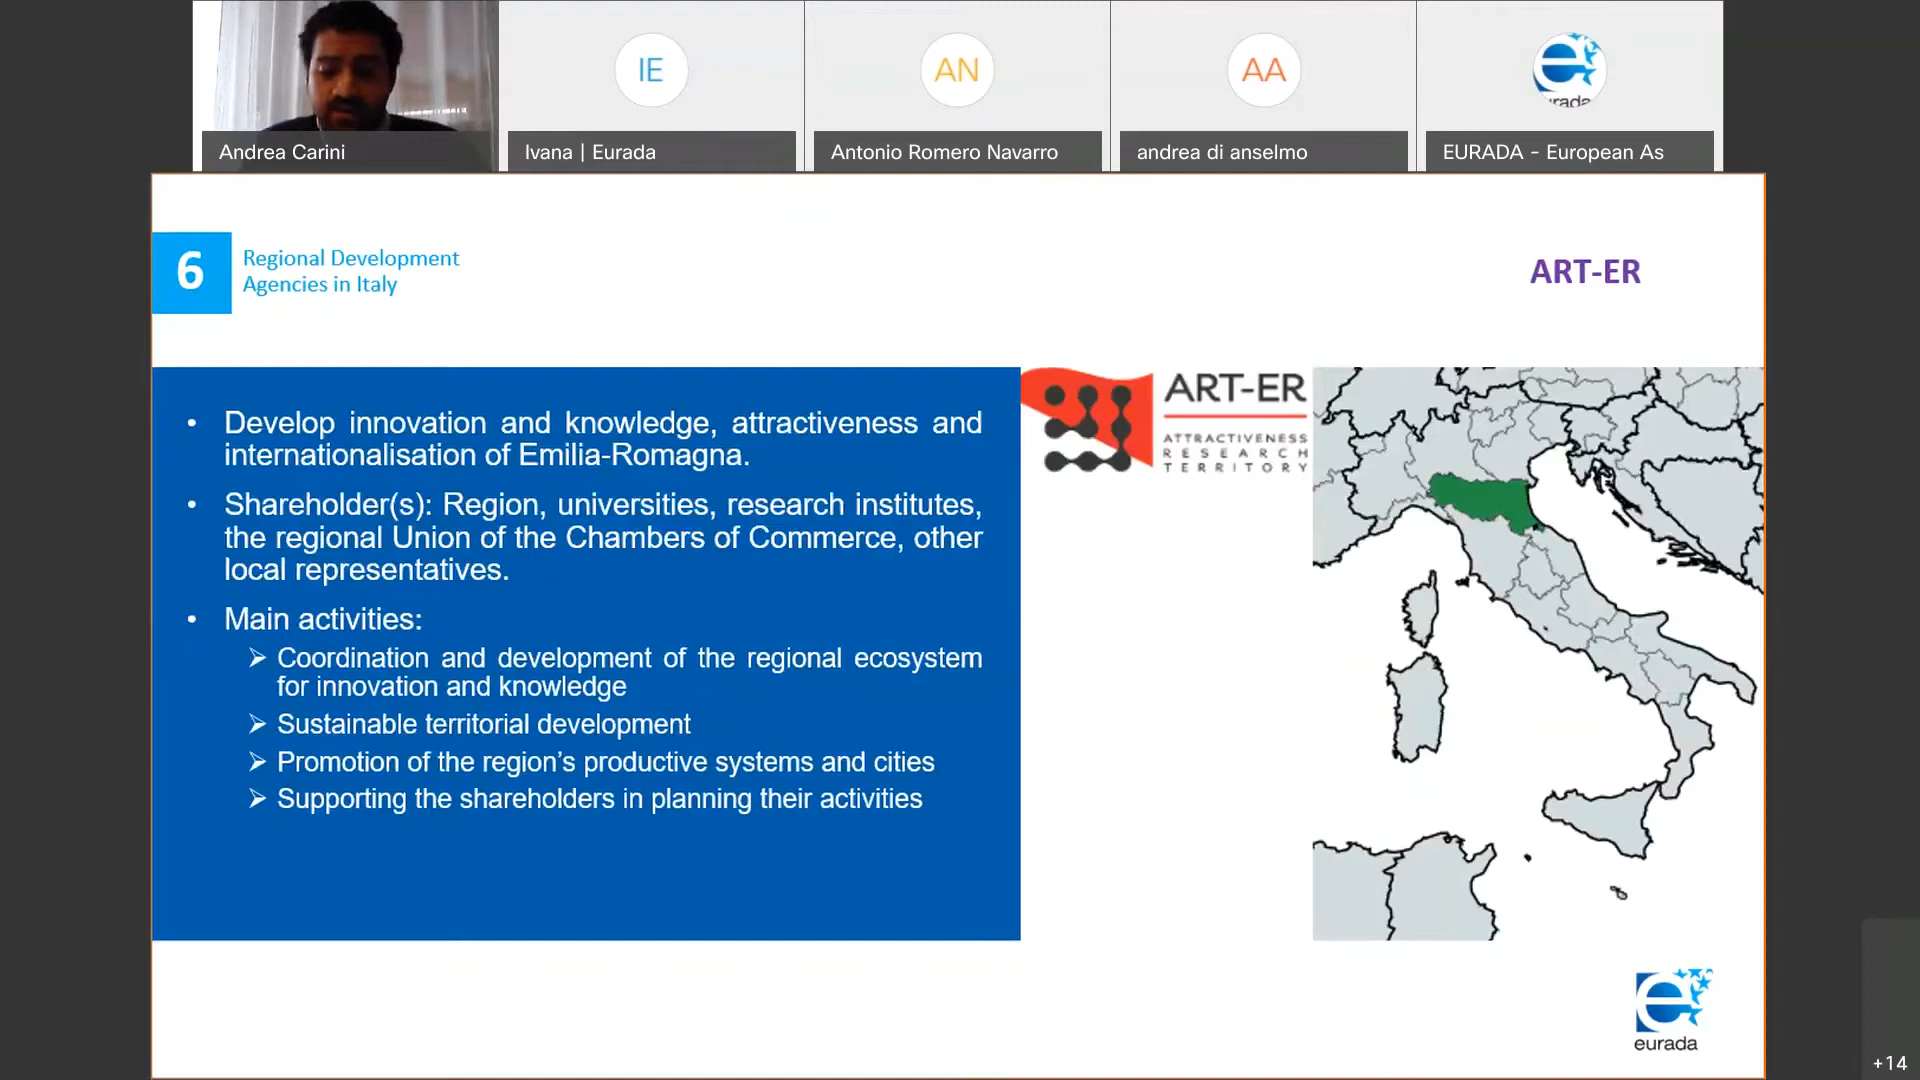 IE
AN
AA
eurada
Andrea Carini
Ivana | Eurada
Antonio Romero Navarro
andrea di anselmo
EURADA - European As
6
Regional Development
Agencies in Italy
ART-ER
• Develop innovation and knowledge, attractiveness and
internationalisation of Emilia-Romagna.
• Shareholder(s): Region, universities, research institutes,
the regional Union of the Chambers of Commerce, other
local representatives.
• Main activities:
➢ Coordination and development of the regional ecosystem
for innovation and knowledge
➢ Sustainable territorial development
➢ Promotion of the region’s productive systems and cities
➢ Supporting the shareholders in planning their activities
ART-ER
ATTRACTIVENESS
RESEARCH
TERRITORY
eurada
+14